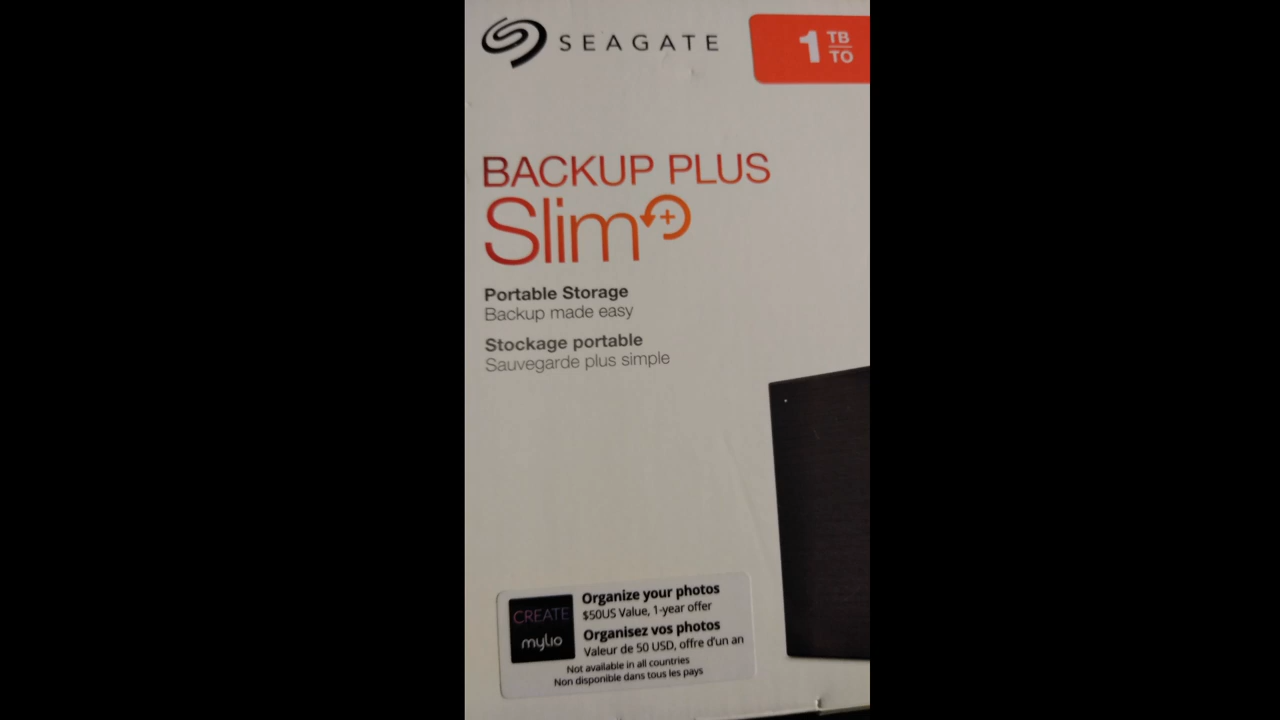 SEAGATE
1 TB
TO
BACKUP PLUS
Slim
Portable Storage
Backup made easy
Stockage portable
Sauvegarde plus simple
CREATE
mylio
Organize your photos
$50US Value, 1-year offer
Organisez vos photos
Valeur de 50 USD, offre d'un an
Not available in all countries
Non disponible dans tous les pays